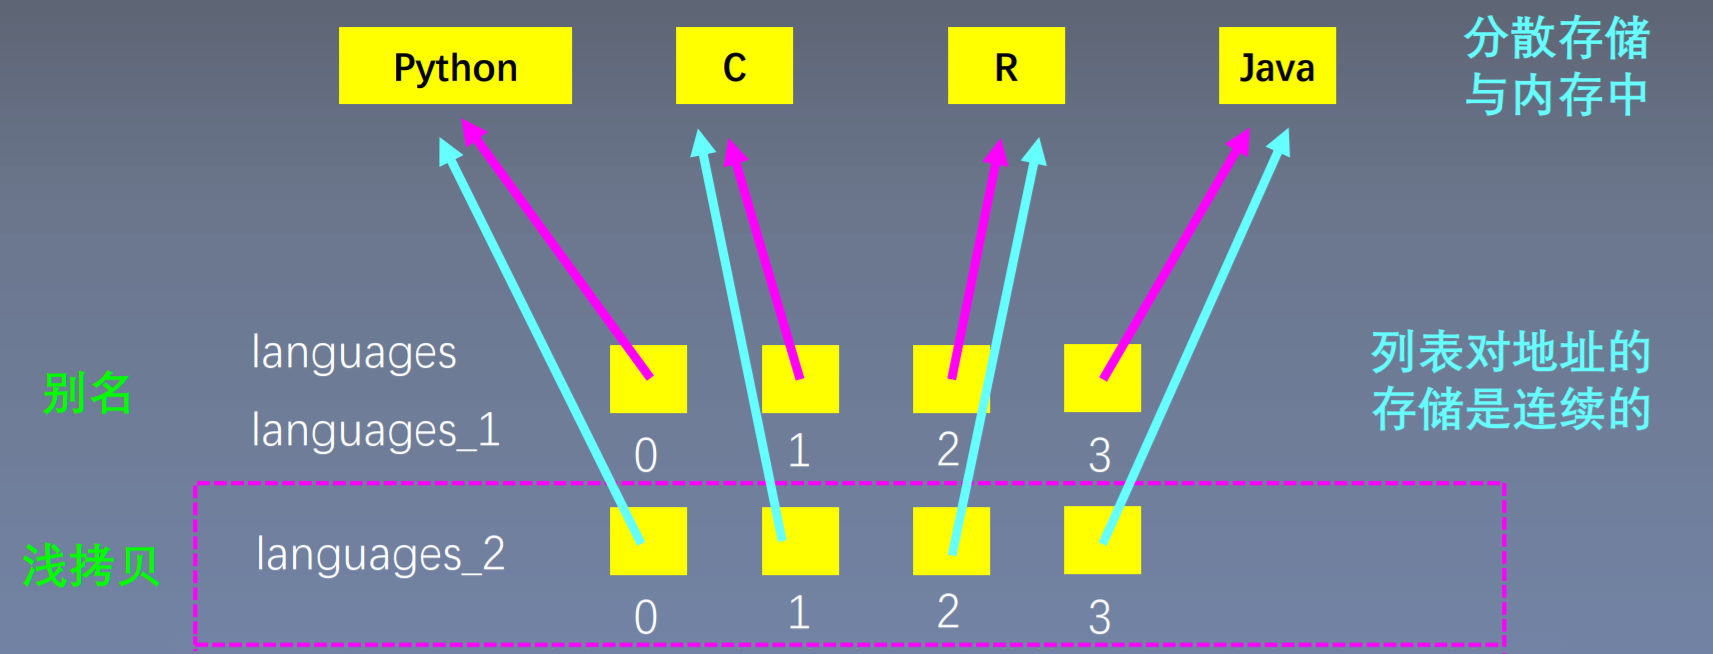 Python C R Java
分散存储
与内存中
languages
别名
languages_1
0 1 2 3
列表对地址的
存储是连续的
浅拷贝
languages_2
0 1 2 3